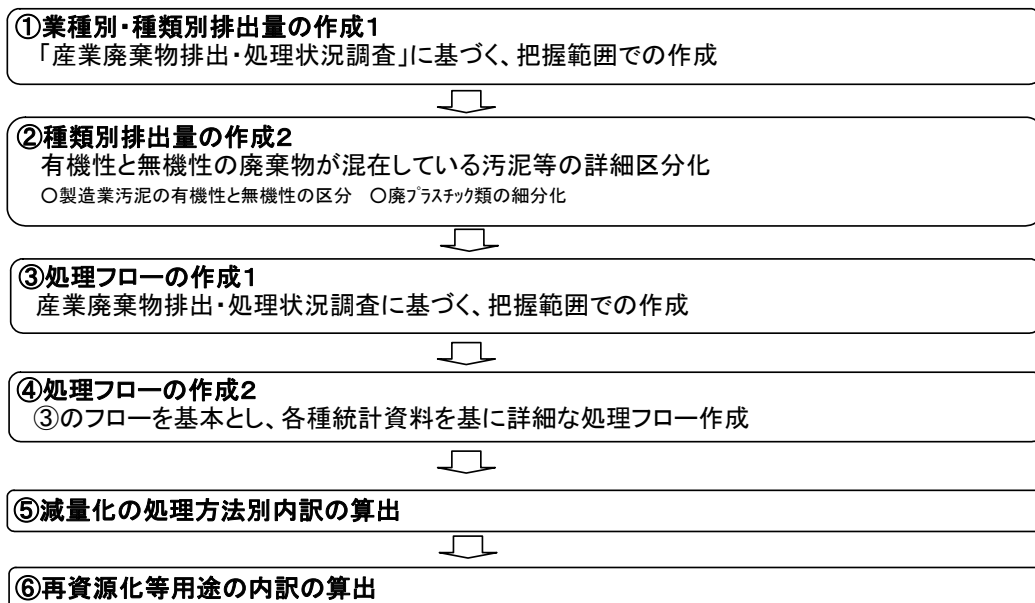 ①業種別・種類別排出量の作成1
「産業廃棄物排出・処理状況調査」に基づく、把握範囲での作成
②種類別排出量の作成2
有機性と無機性の廃棄物が混在している汚泥等の詳細区分化
○製造業汚泥の有機性と無機性の区分　○廃ﾌﾟﾗｽﾁｯｸ類の細分化
③処理フローの作成1
産業廃棄物排出・処理状況調査に基づく、把握範囲での作成
④処理フローの作成2
③のフローを基本とし、各種統計資料を基に詳細な処理フロー作成
⑤減量化の処理方法別内訳の算出
⑥再資源化等用途の内訳の算出